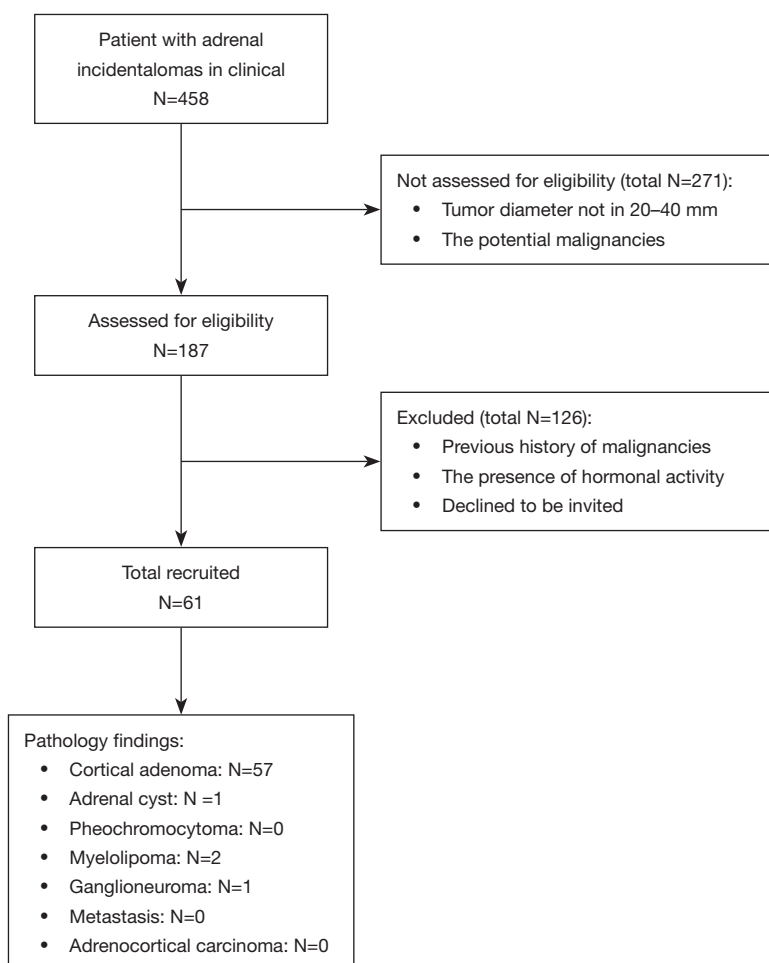 Patient with adrenal
incidentalomas in clinical
N=458
Not assessed for eligibility (total N=271):
• Tumor diameter not in 20–40 mm
• The potential malignancies
Assessed for eligibility
N=187
Excluded (total N=126):
• Previous history of malignancies
• The presence of hormonal activity
• Declined to be invited
Total recruited
N=61
Pathology findings:
• Cortical adenoma: N=57
• Adrenal cyst: N =1
• Pheochromocytoma: N=0
• Myelolipoma: N=2
• Ganglioneuroma: N=1
• Metastasis: N=0
• Adrenocortical carcinoma: N=0